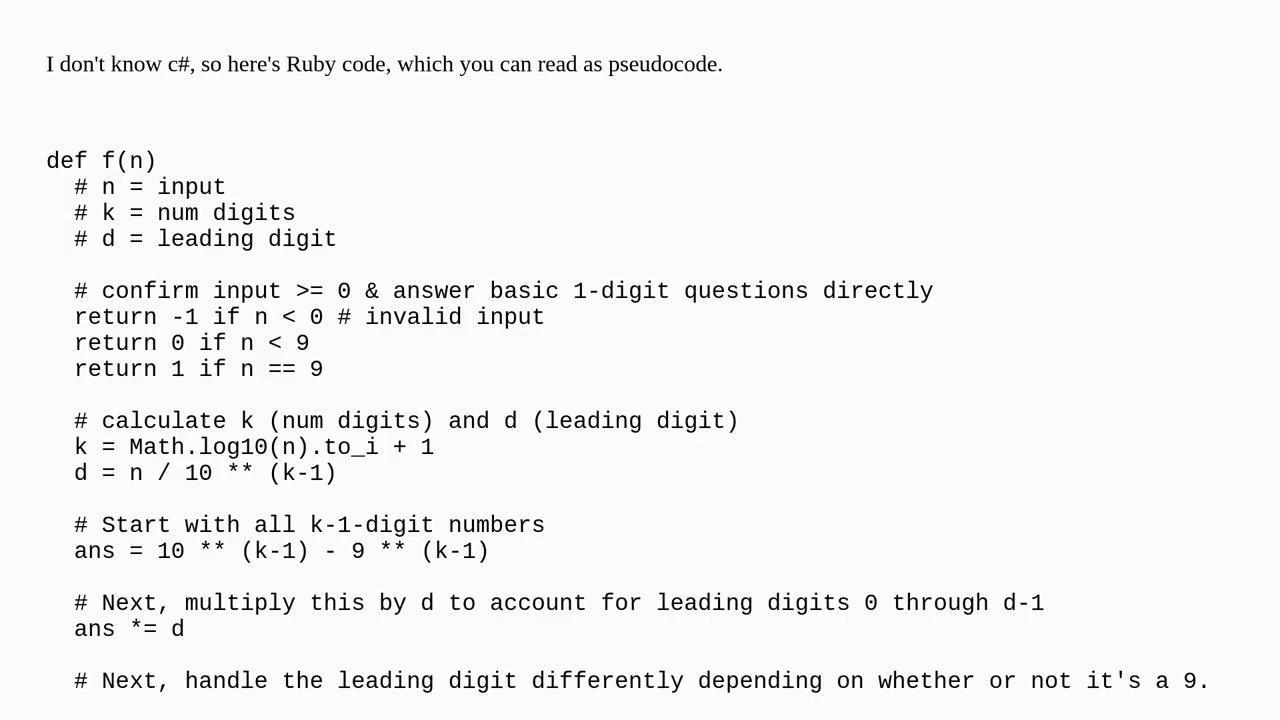 I don't know c#, so here's Ruby code, which you can read as pseudocode.
def f(n)
  # n = input
  # k = num digits
  # d = leading digit

  # confirm input >= 0 & answer basic 1-digit questions directly
  return -1 if n < 0 # invalid input
  return 0 if n < 9
  return 1 if n == 9

  # calculate k (num digits) and d (leading digit)
  k = Math.log10(n).to_i + 1
  d = n / 10 ** (k-1)

  # Start with all k-1-digit numbers
  ans = 10 ** (k-1) - 9 ** (k-1)

  # Next, multiply this by d to account for leading digits 0 through d-1
  ans *= d

  # Next, handle the leading digit differently depending on whether or not it's a 9.